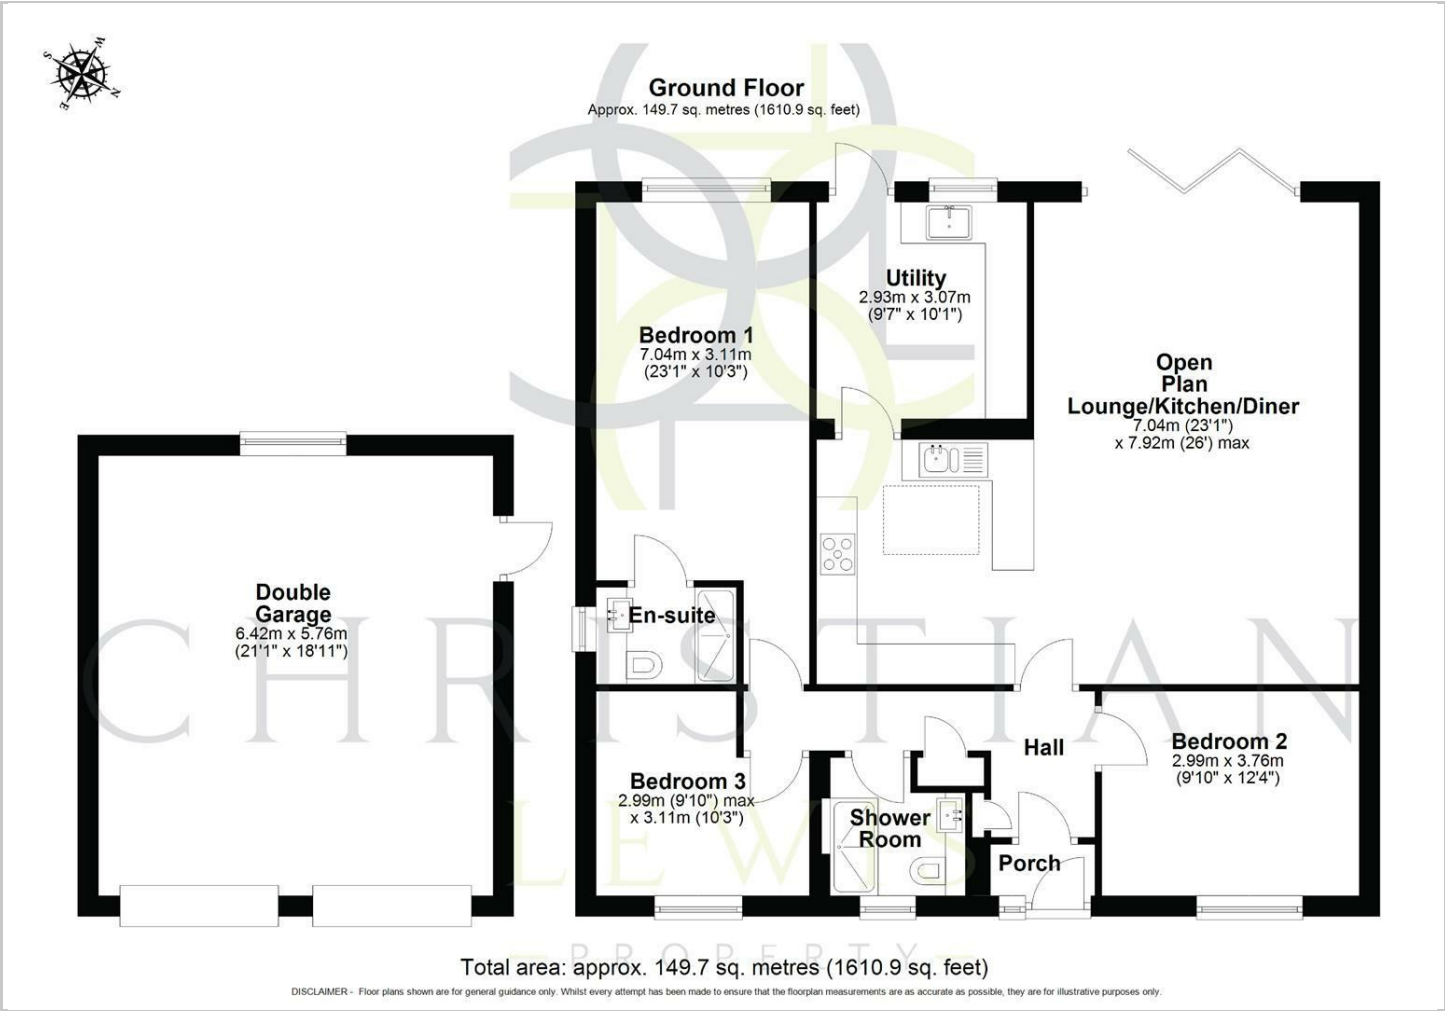 S W
E N
Ground Floor
Approx. 149.7 sq. metres (1610.9 sq. feet)
Utility
2.93m x 3.07m
(9'7" x 10'1")
Bedroom 1
7.04m x 3.11m
(23'1" x 10'3")
Open
Plan
Lounge/Kitchen/Diner
7.04m (23'1")
x 7.92m (26') max
Double
Garage
6.42m x 5.76m
(21'1" x 18'11")
En-suite
CHRISTIAN
Hall
Bedroom 2
2.99m x 3.76m
(9'10" x 12'4")
Bedroom 3
2.99m (9'10") max
x 3.11m (10'3")
Shower
Room
LEWIS
Porch
PROPERTY
Total area: approx. 149.7 sq. metres (1610.9 sq. feet)
DISCLAIMER - Floor plans shown are for general guidance only. Whilst every attempt has been made to ensure that the floorplan measurements are as accurate as possible, they are for illustrative purposes only.